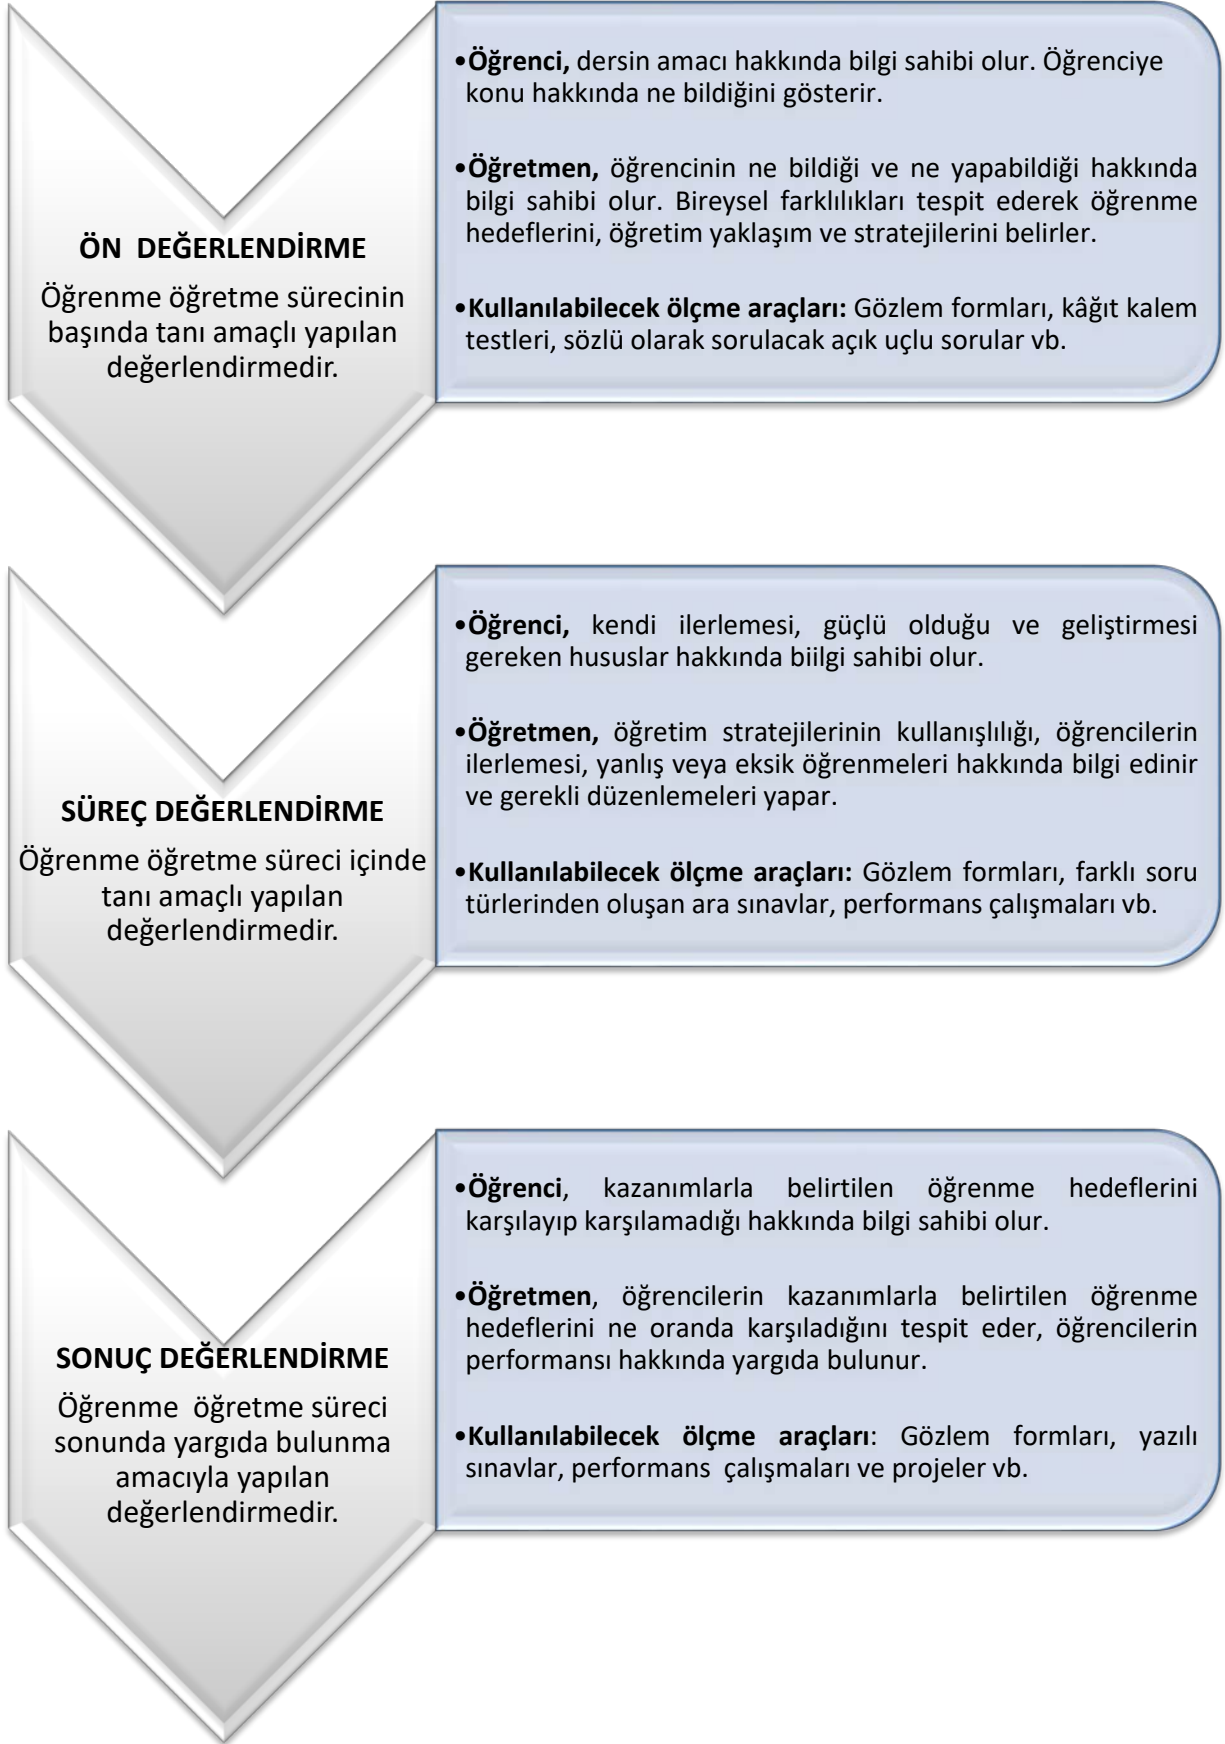 ÖN DEĞERLENDİRME
Öğrenme öğretme sürecinin
başında tanı amaçlı yapılan
değerlendirmedir.
•Öğrenci, dersin amacı hakkında bilgi sahibi olur. Öğrenciye
konu hakkında ne bildiğini gösterir.
•Öğretmen, öğrencinin ne bildiği ve ne yapabildiği hakkında
bilgi sahibi olur. Bireysel farklılıkları tespit ederek öğrenme
hedeflerini, öğretim yaklaşım ve stratejilerini belirler.
•Kullanılabilecek ölçme araçları: Gözlem formları, kâğıt kalem
testleri, sözlü olarak sorulacak açık uçlu sorular vb.
SÜREÇ DEĞERLENDİRME
Öğrenme öğretme süreci içinde
tanı amaçlı yapılan
değerlendirmedir.
•Öğrenci, kendi ilerlemesi, güçlü olduğu ve geliştirmesi
gereken hususlar hakkında biilgi sahibi olur.
•Öğretmen, öğretim stratejilerinin kullanışlılığı, öğrencilerin
ilerlemesi, yanlış veya eksik öğrenmeleri hakkında bilgi edinir
ve gerekli düzenlemeleri yapar.
•Kullanılabilecek ölçme araçları: Gözlem formları, farklı soru
türlerinden oluşan ara sınavlar, performans çalışmaları vb.
SONUÇ DEĞERLENDİRME
Öğrenme öğretme süreci
sonunda yargıda bulunma
amacıyla yapılan
değerlendirmedir.
•Öğrenci, kazanımlarla belirtilen öğrenme hedeflerini
karşılayıp karşılamadığı hakkında bilgi sahibi olur.
•Öğretmen, öğrencilerin kazanımlarla belirtilen öğrenme
hedeflerini ne oranda karşıladığını tespit eder, öğrencilerin
performansı hakkında yargıda bulunur.
•Kullanılabilecek ölçme araçları: Gözlem formları, yazılı
sınavlar, performans çalışmaları ve projeler vb.